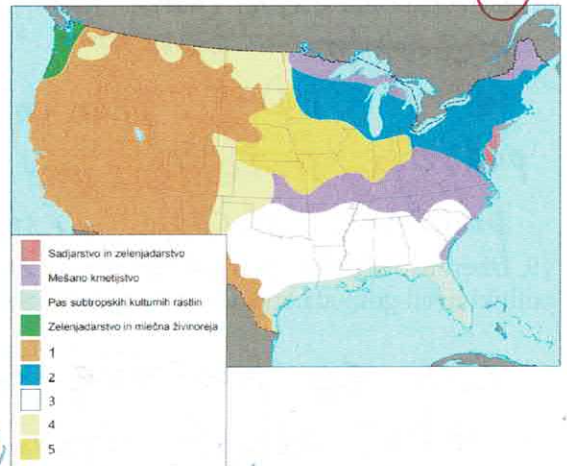 Sadjarstvo in zelenjadarstvo
Mešano kmetijstvo
Pas subtropskih kulturnih rastlin
Zelenjadarstvo in mlečna živinoreja
1
2
3
4
5